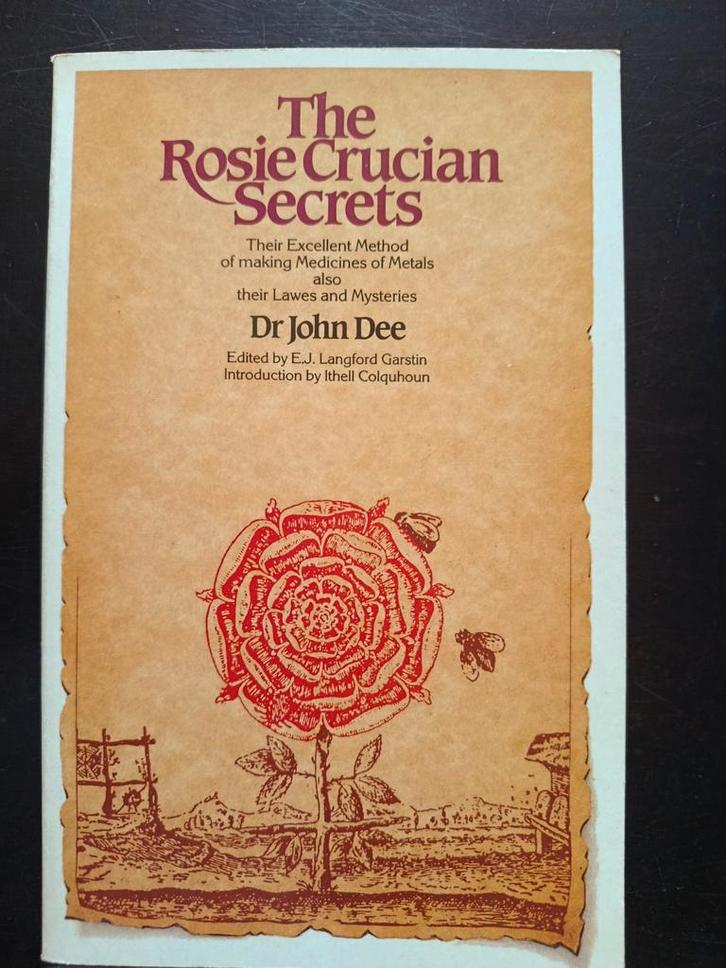 The
Rosie Crucian
Secrets
Their Excellent Method
of making Medicines of Metals
also
their Lawes and Mysteries
Dr John Dee
Edited by E.J. Langford Garstin
Introduction by Ithell Colquhoun